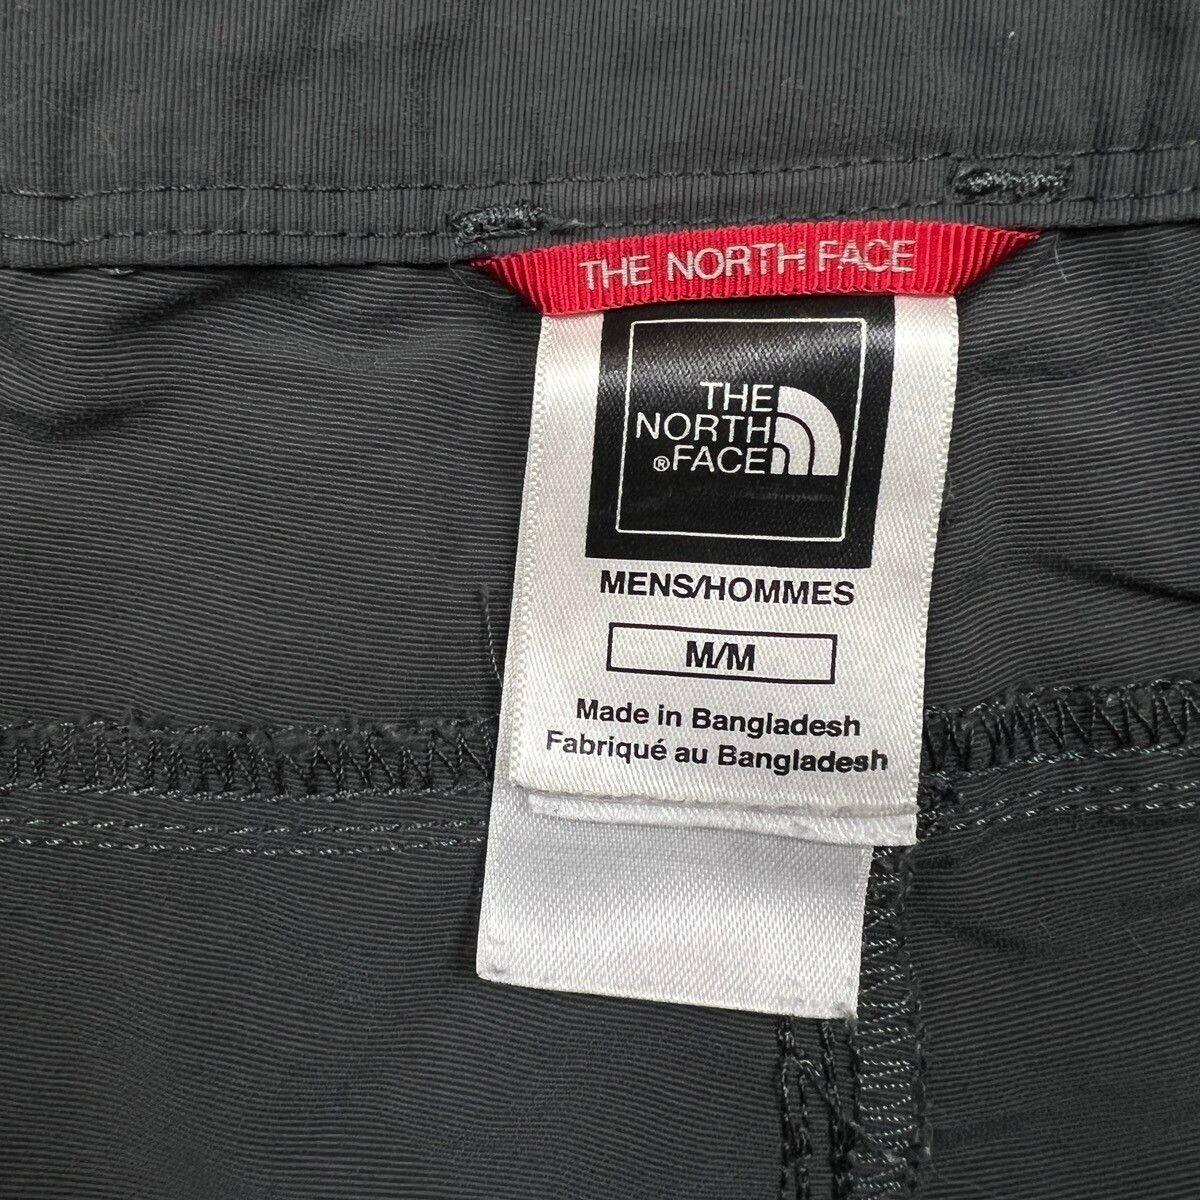 THE NORTH FACE
THE
NORTH
®FACE
MENS/HOMMES
M/M
Made in Bangladesh
Fabriqué au Bangladesh